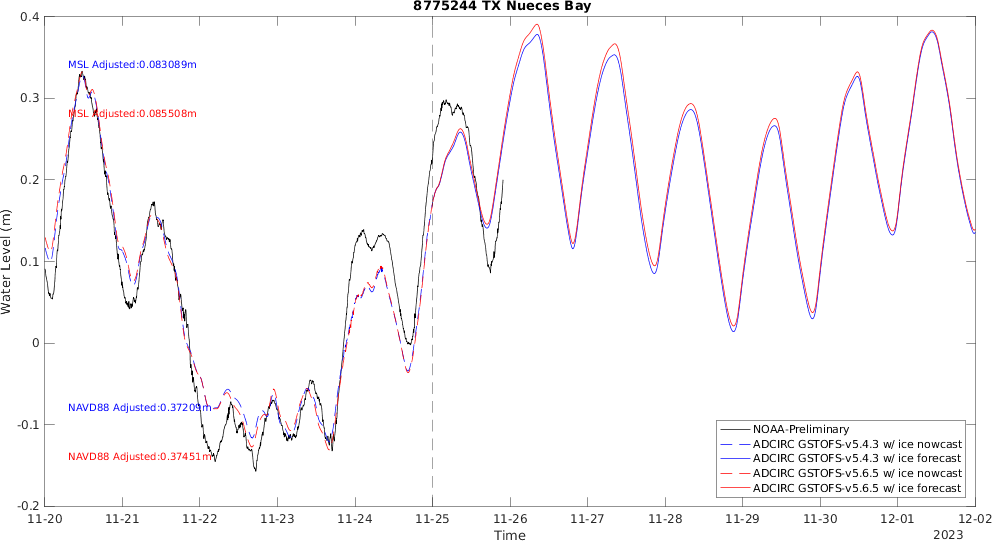 8775244 TX Nueces Bay
Water Level (m)
0.4
0.3
0.2
0.1
0
-0.1
-0.2
MSL Adjusted:0.083089m
MSL Adjusted:0.085508m
NAVD88 Adjusted:0.37209m
NAVD88 Adjusted:0.37451m
NOAA-Preliminary
ADCIRC GSTOFS-v5.4.3 w/ ice nowcast
ADCIRC GSTOFS-v5.4.3 w/ ice forecast
ADCIRC GSTOFS-v5.6.5 w/ ice nowcast
ADCIRC GSTOFS-v5.6.5 w/ ice forecast
11-20 11-21 11-22 11-23 11-24 11-25 11-26 11-27 11-28 11-29 11-30 12-01 12-02
Time
2023